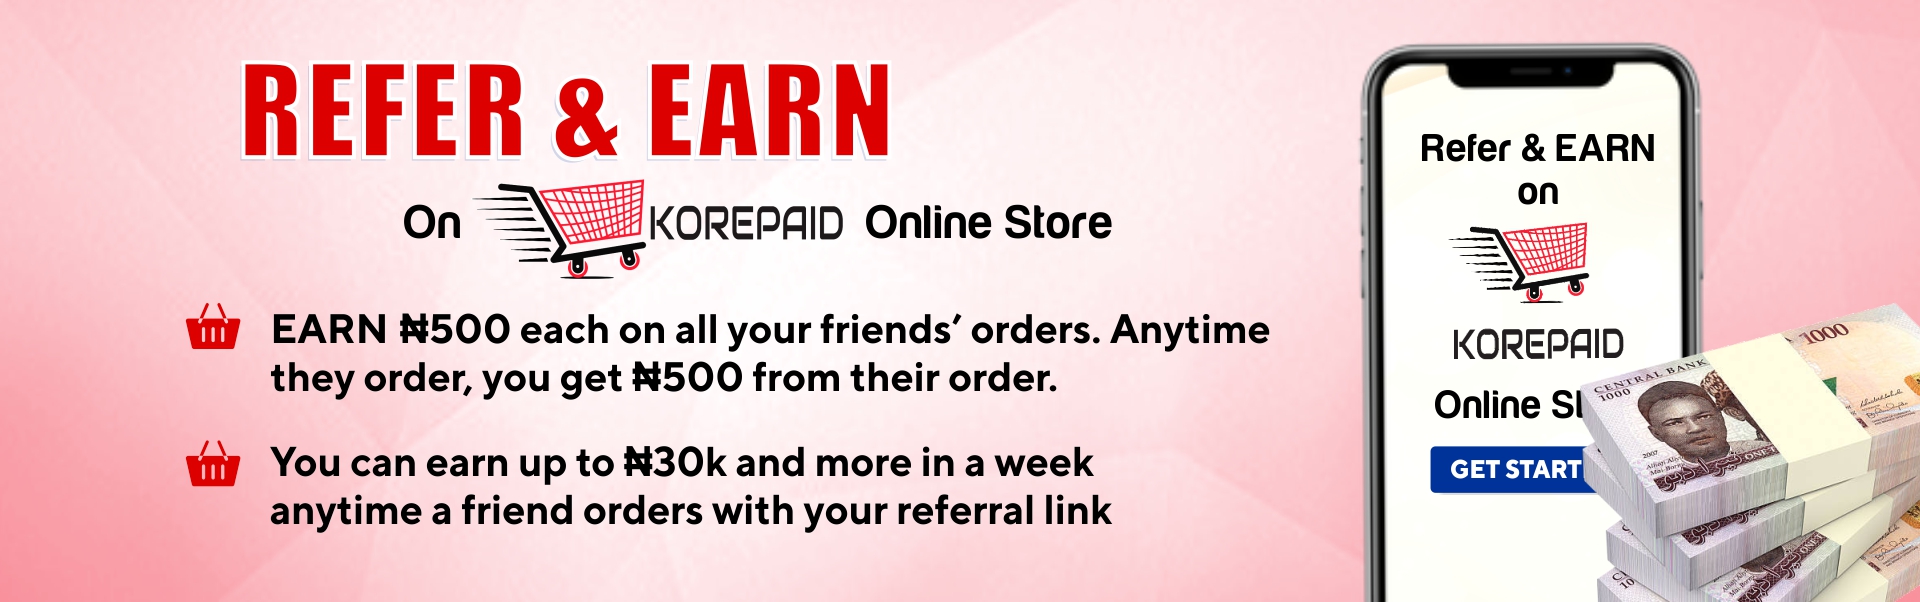 REFER & EARN
On KOREPAID Online Store
EARN ₦500 each on all your friends’ orders. Anytime
they order, you get ₦500 from their order.
You can earn up to ₦30k and more in a week
anytime a friend orders with your referral link
Refer & EARN
on
KOREPAID
Online
GET
CENTRAL BANK
1000
1000
2007